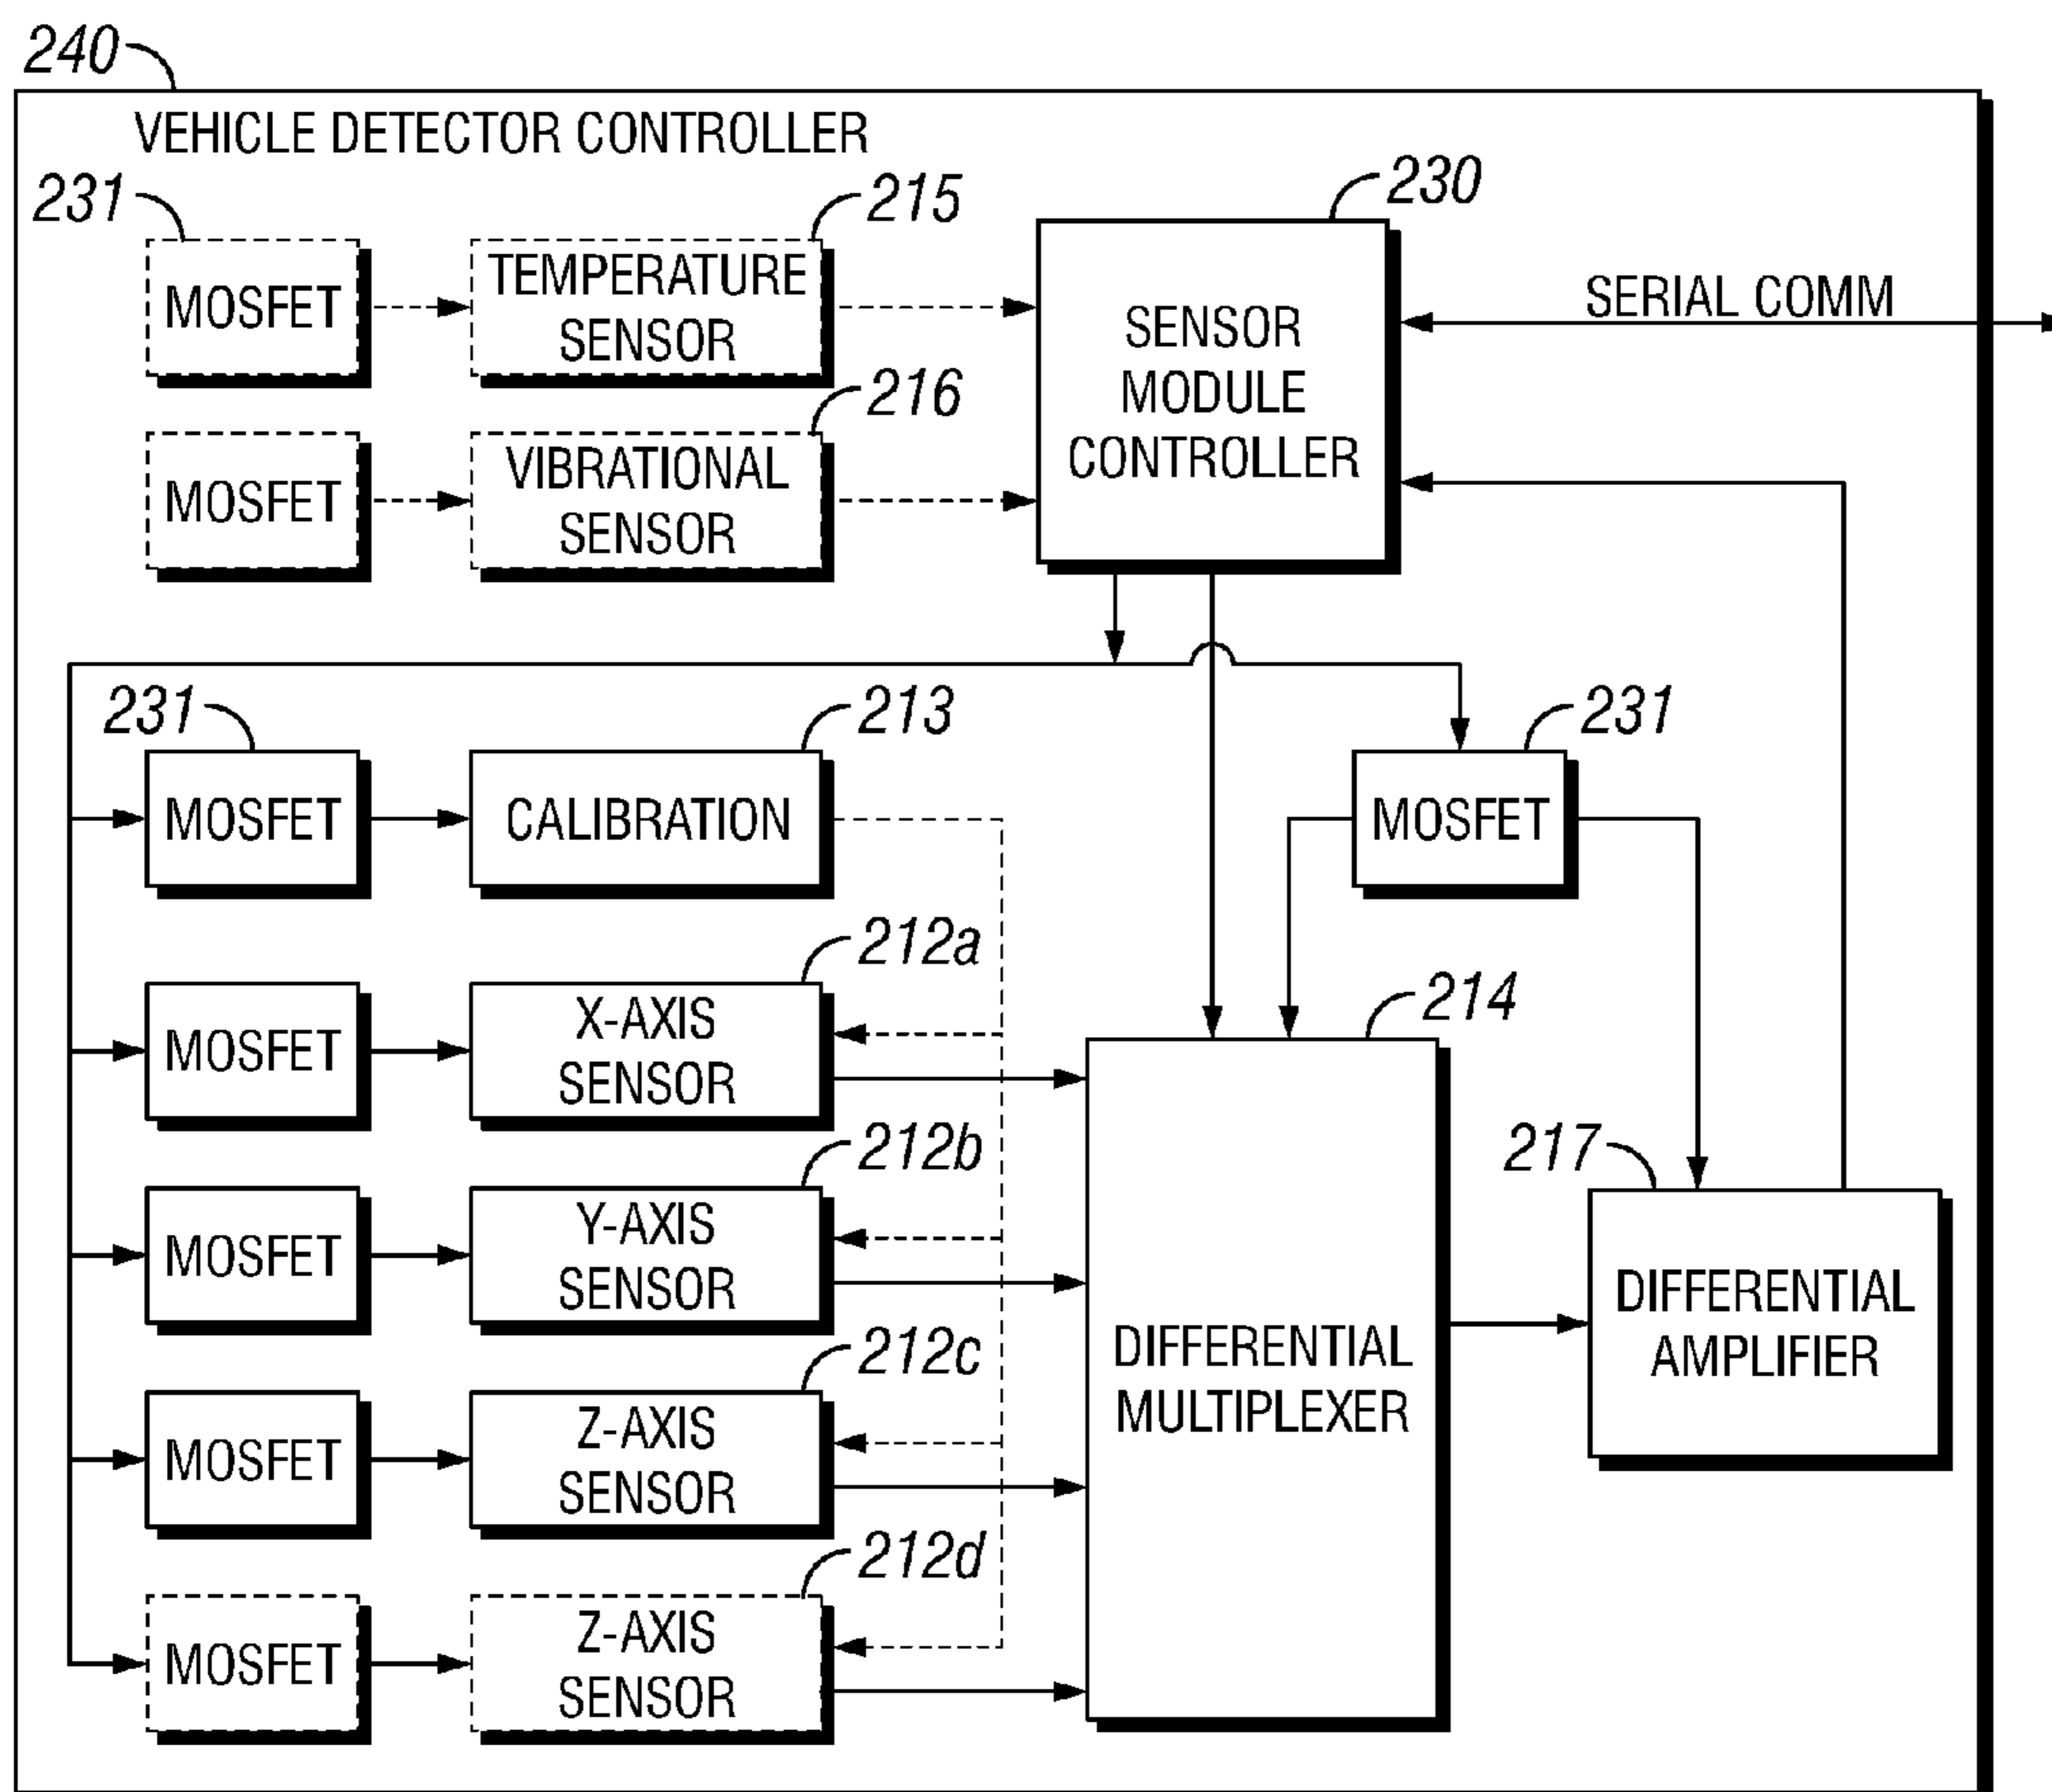 240
VEHICLE DETECTOR CONTROLLER
231
215
230
MOSFET
TEMPERATURE
SENSOR
SENSOR
MODULE
CONTROLLER
SERIAL COMM
216
MOSFET
VIBRATIONAL
SENSOR
231
213
231
MOSFET
CALIBRATION
MOSFET
212a
MOSFET
X-AXIS
SENSOR
214
212b
217
MOSFET
Y-AXIS
SENSOR
DIFFERENTIAL
MULTIPLEXER
DIFFERENTIAL
AMPLIFIER
212c
MOSFET
Z-AXIS
SENSOR
212d
MOSFET
Z-AXIS
SENSOR